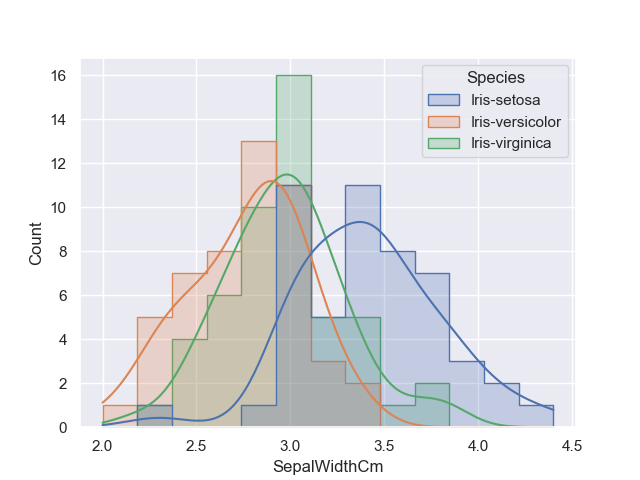 Species
Iris-setosa
Iris-versicolor
Iris-virginica
16
14
12
10
8
6
4
2
0
Count
2.0 2.5 3.0 3.5 4.0 4.5
SepalWidthCm